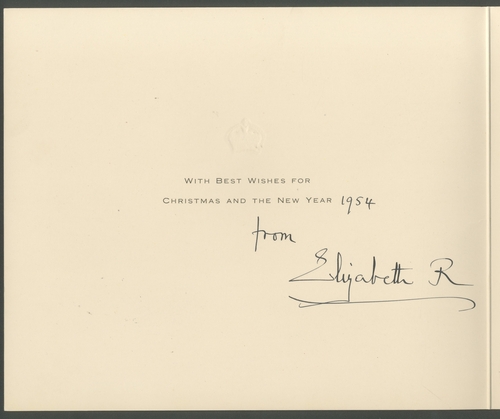 With Best Wishes for
Christmas and the New Year 1954
from
Elizabeth R